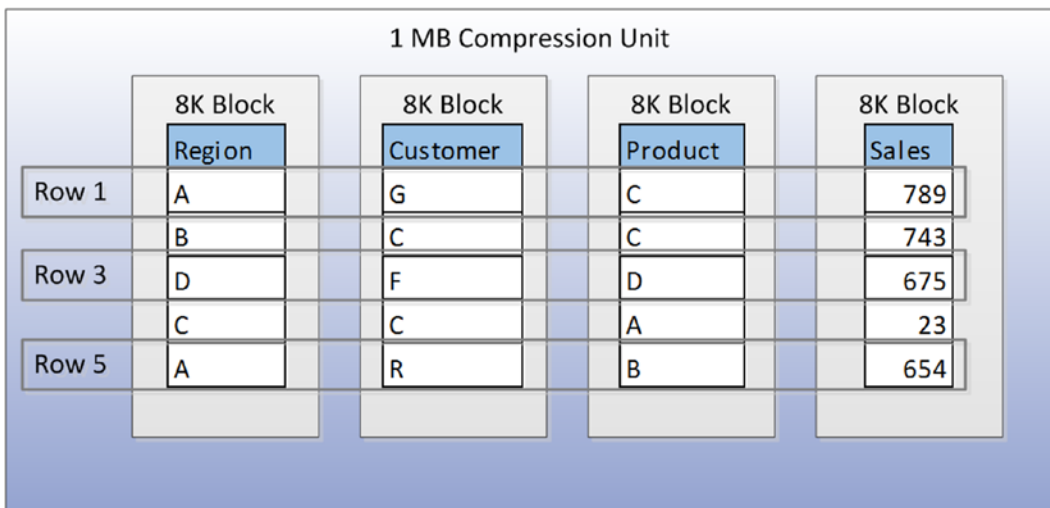 1 MB Compression Unit
8K Block 8K Block 8K Block 8K Block
Region Customer Product Sales
Row 1 A G C 789
B C C 743
Row 3 D F D 675
C C A 23
Row 5 A R B 654